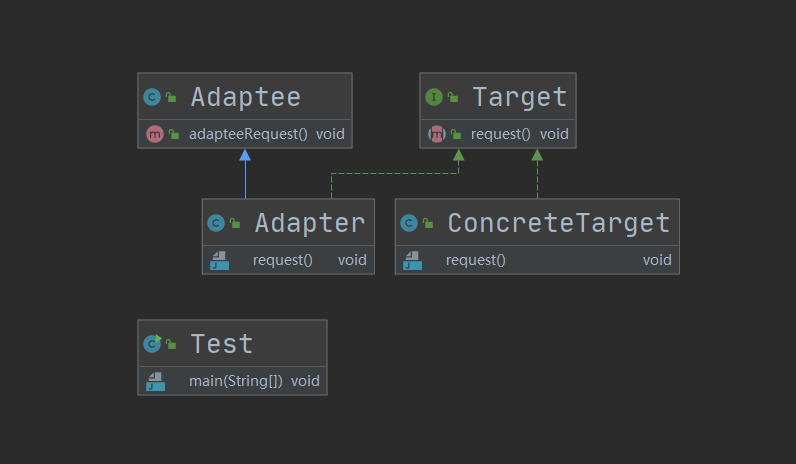 Adaptee
adapteeRequest() void
Target
request() void
Adapter
request() void
ConcreteTarget
request() void
Test
main(String[]) void